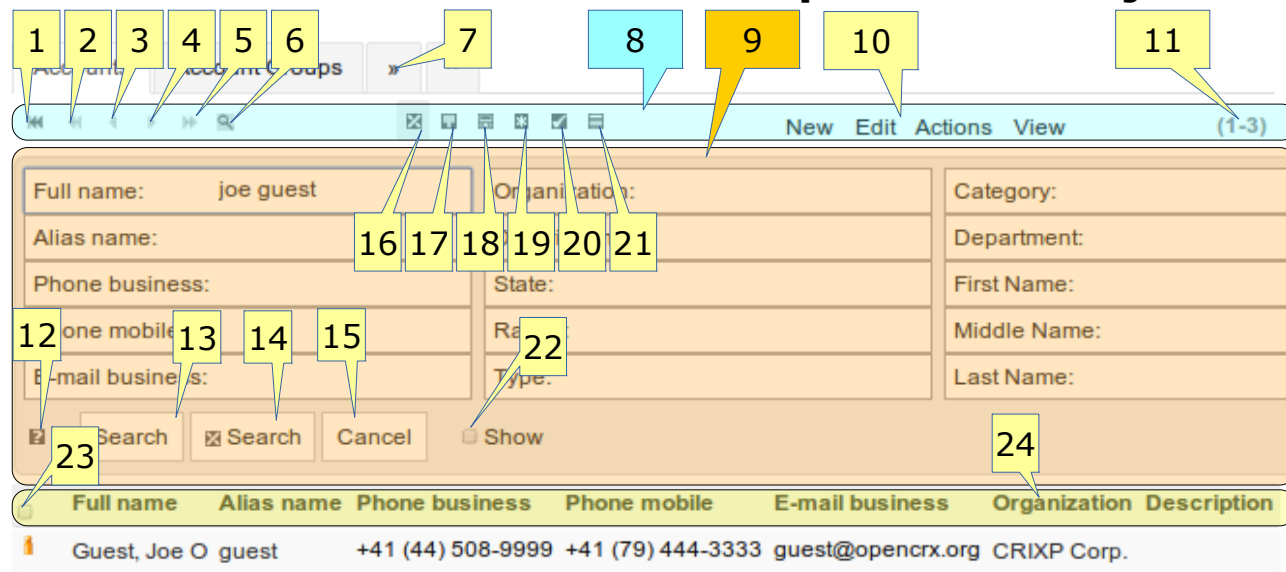 1 2 3 4 5 6 7 8 9 10 11
Groups »
New Edit Actions View (1-3)
Full name: joe guest Category:
Alias name: Department:
16 17 18 19 20 21
Phone business: State: First Name:
mobile Middle Name:
12 13 14 15 22
business: Type: Last Name:
Search Search Cancel Show
23 24
Full name Alias name Phone business Phone mobile E-mail business Organization Description
Guest, Joe O guest +41 (44) 508-9999 +41 (79) 444-3333 guest@opencrx.org CRIXP Corp.